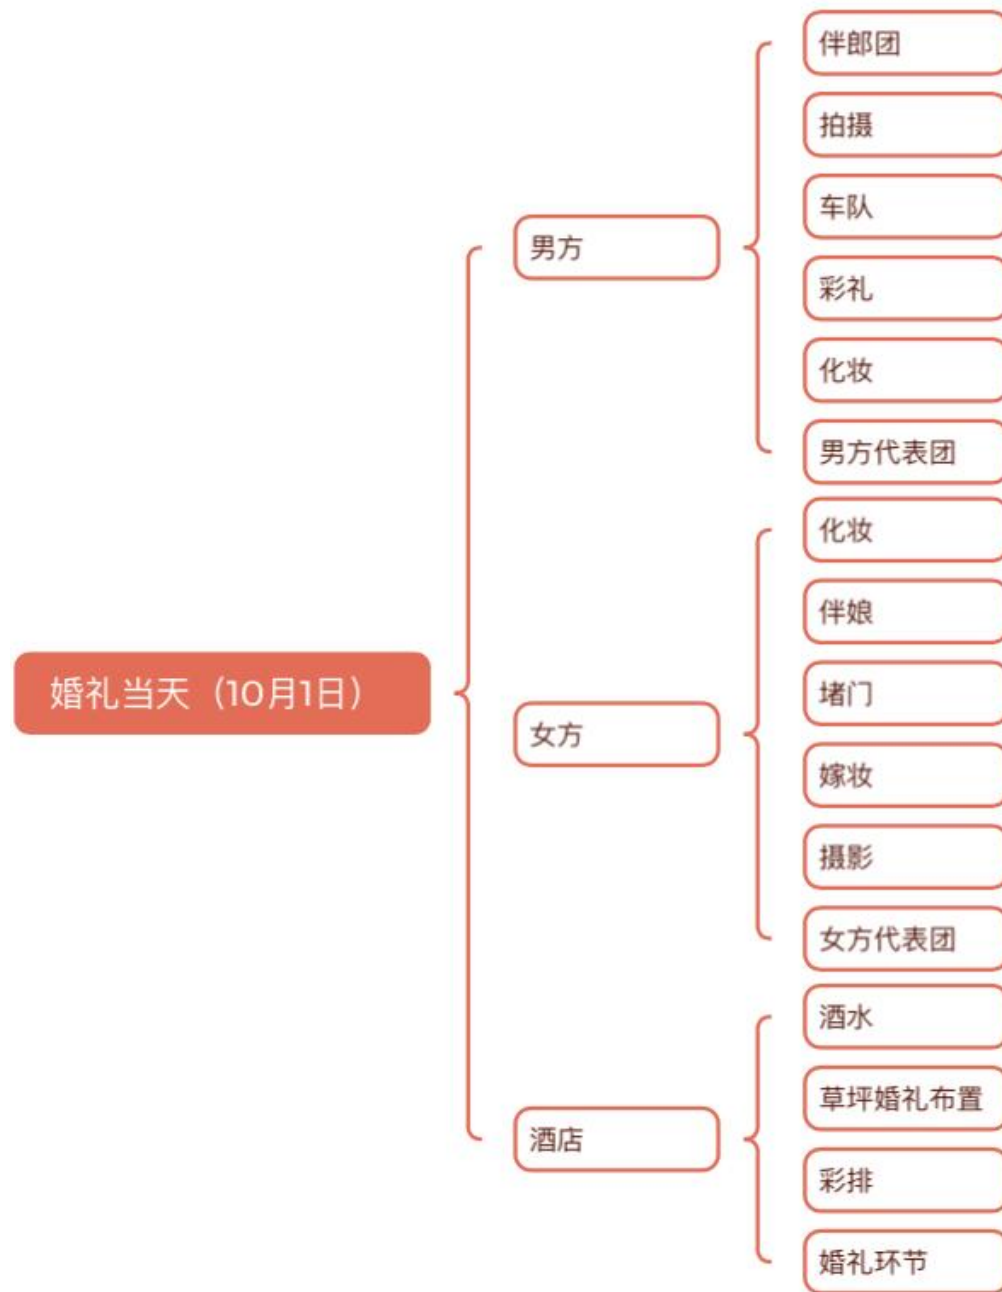 婚礼当天（10月1日）
男方
伴郎团
拍摄
车队
彩礼
化妆
男方代表团
女方
化妆
伴娘
堵门
嫁妆
摄影
女方代表团
酒店
酒水
草坪婚礼布置
彩排
婚礼环节